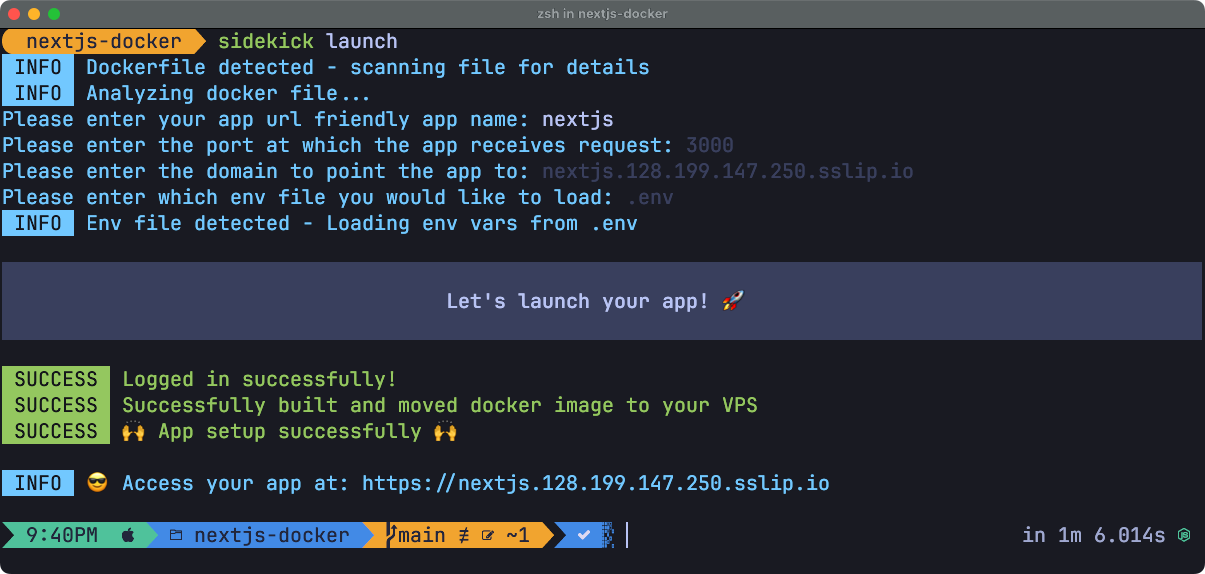 zsh in nextjs-docker
nextjs-docker sidekick launch
INFO Dockerfile detected - scanning file for details
INFO Analyzing docker file...
Please enter your app url friendly app name: nextjs
Please enter the port at which the app receives request: 3000
Please enter the domain to point the app to: nextjs.128.199.147.250.sslip.io
Please enter which env file you would like to load: .env
INFO Env file detected - Loading env vars from .env
Let's launch your app! 🚀
SUCCESS Logged in successfully!
SUCCESS Successfully built and moved docker image to your VPS
SUCCESS 🙌 App setup successfully 🙌
INFO 😎 Access your app at: https://nextjs.128.199.147.250.sslip.io
9:40PM nextjs-docker main ≢ ~1 ✔ in 1m 6.014s